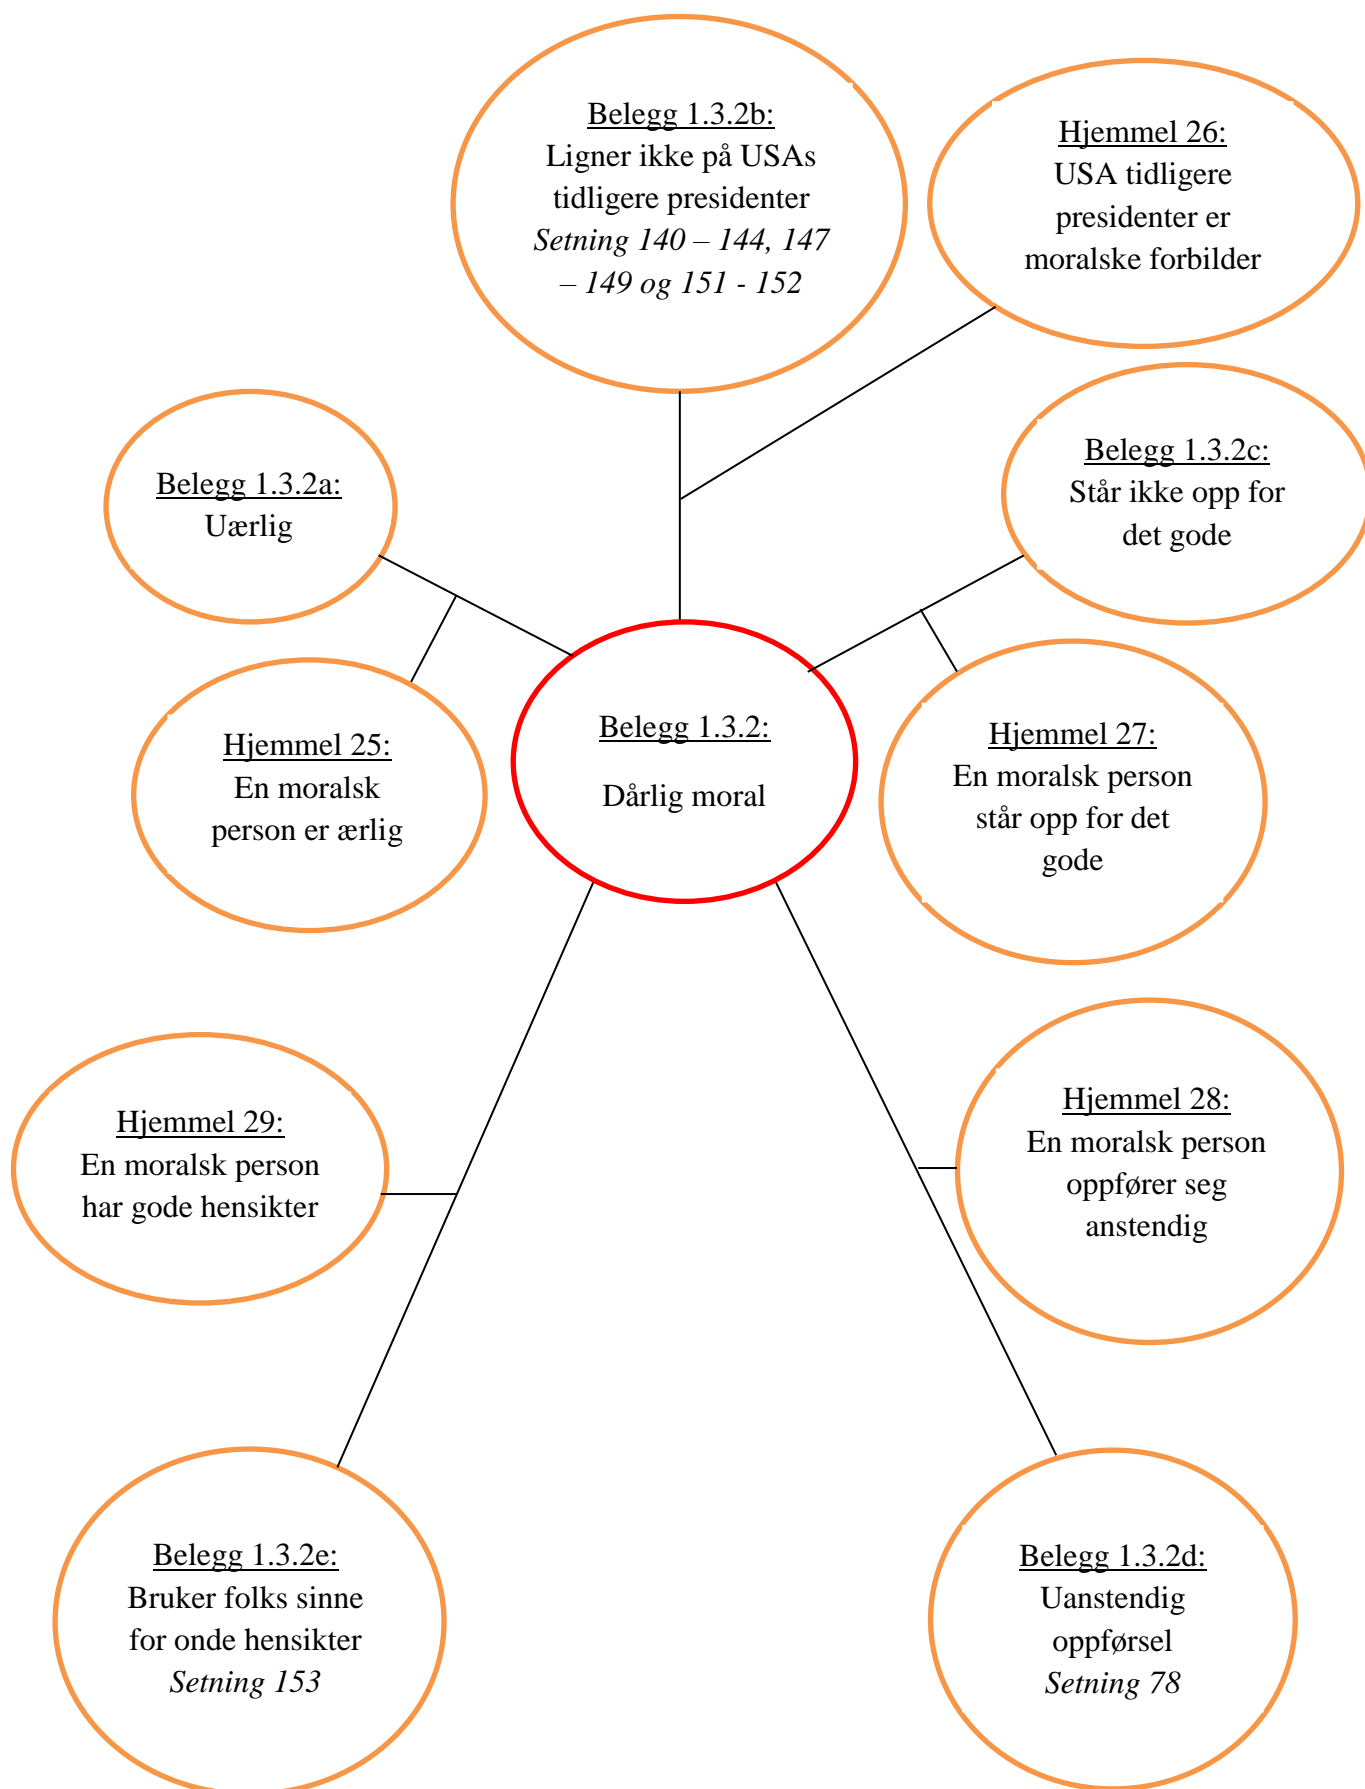 Belegg 1.3.2b:
Ligner ikke på USAs
tidligere presidenter
Setning 140 – 144, 147
– 149 og 151 - 152
Hjemmel 26:
USA tidligere
presidenter er
moralske forbilder
Belegg 1.3.2a:
Uærlig
Belegg 1.3.2c:
Står ikke opp for
det gode
Hjemmel 25:
En moralsk
person er ærlig
Belegg 1.3.2:
Dårlig moral
Hjemmel 27:
En moralsk person
står opp for det
gode
Hjemmel 29:
En moralsk person
har gode hensikter
Hjemmel 28:
En moralsk person
oppfører seg
anstendig
Belegg 1.3.2e:
Bruker folks sinne
for onde hensikter
Setning 153
Belegg 1.3.2d:
Uanstendig
oppførsel
Setning 78